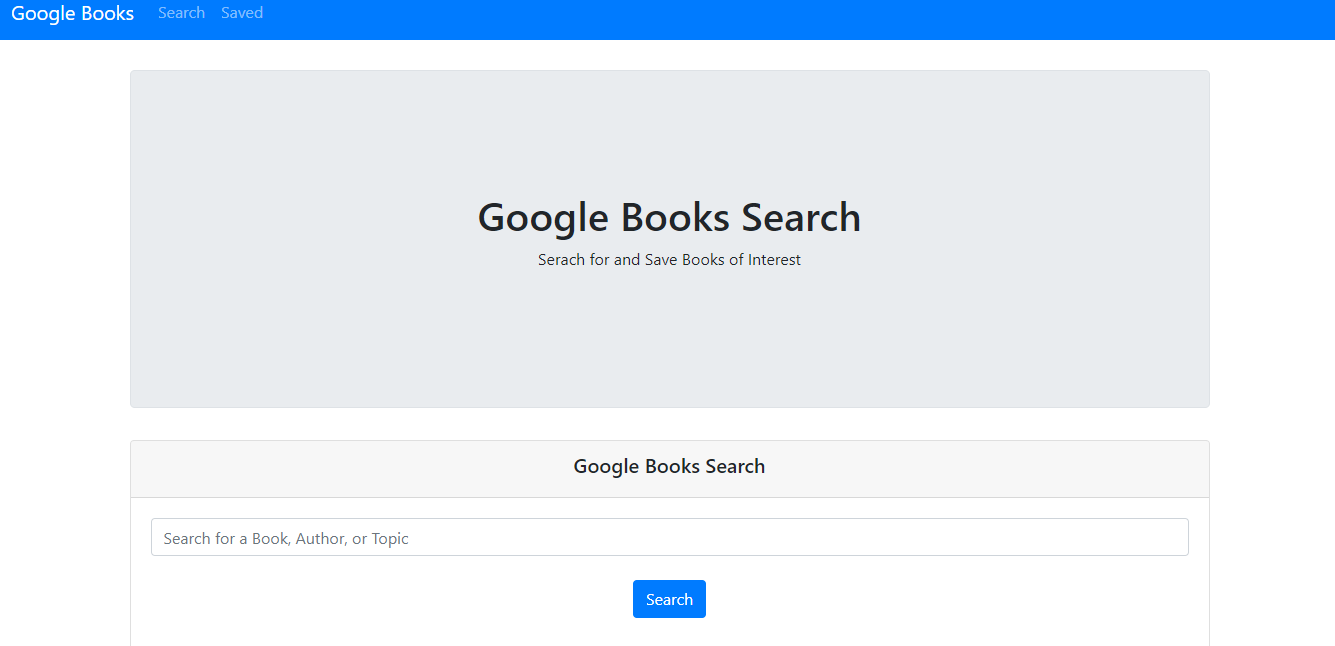 Google Books Search Saved
Google Books Search
Serach for and Save Books of Interest
Google Books Search
Search for a Book, Author, or Topic
Search